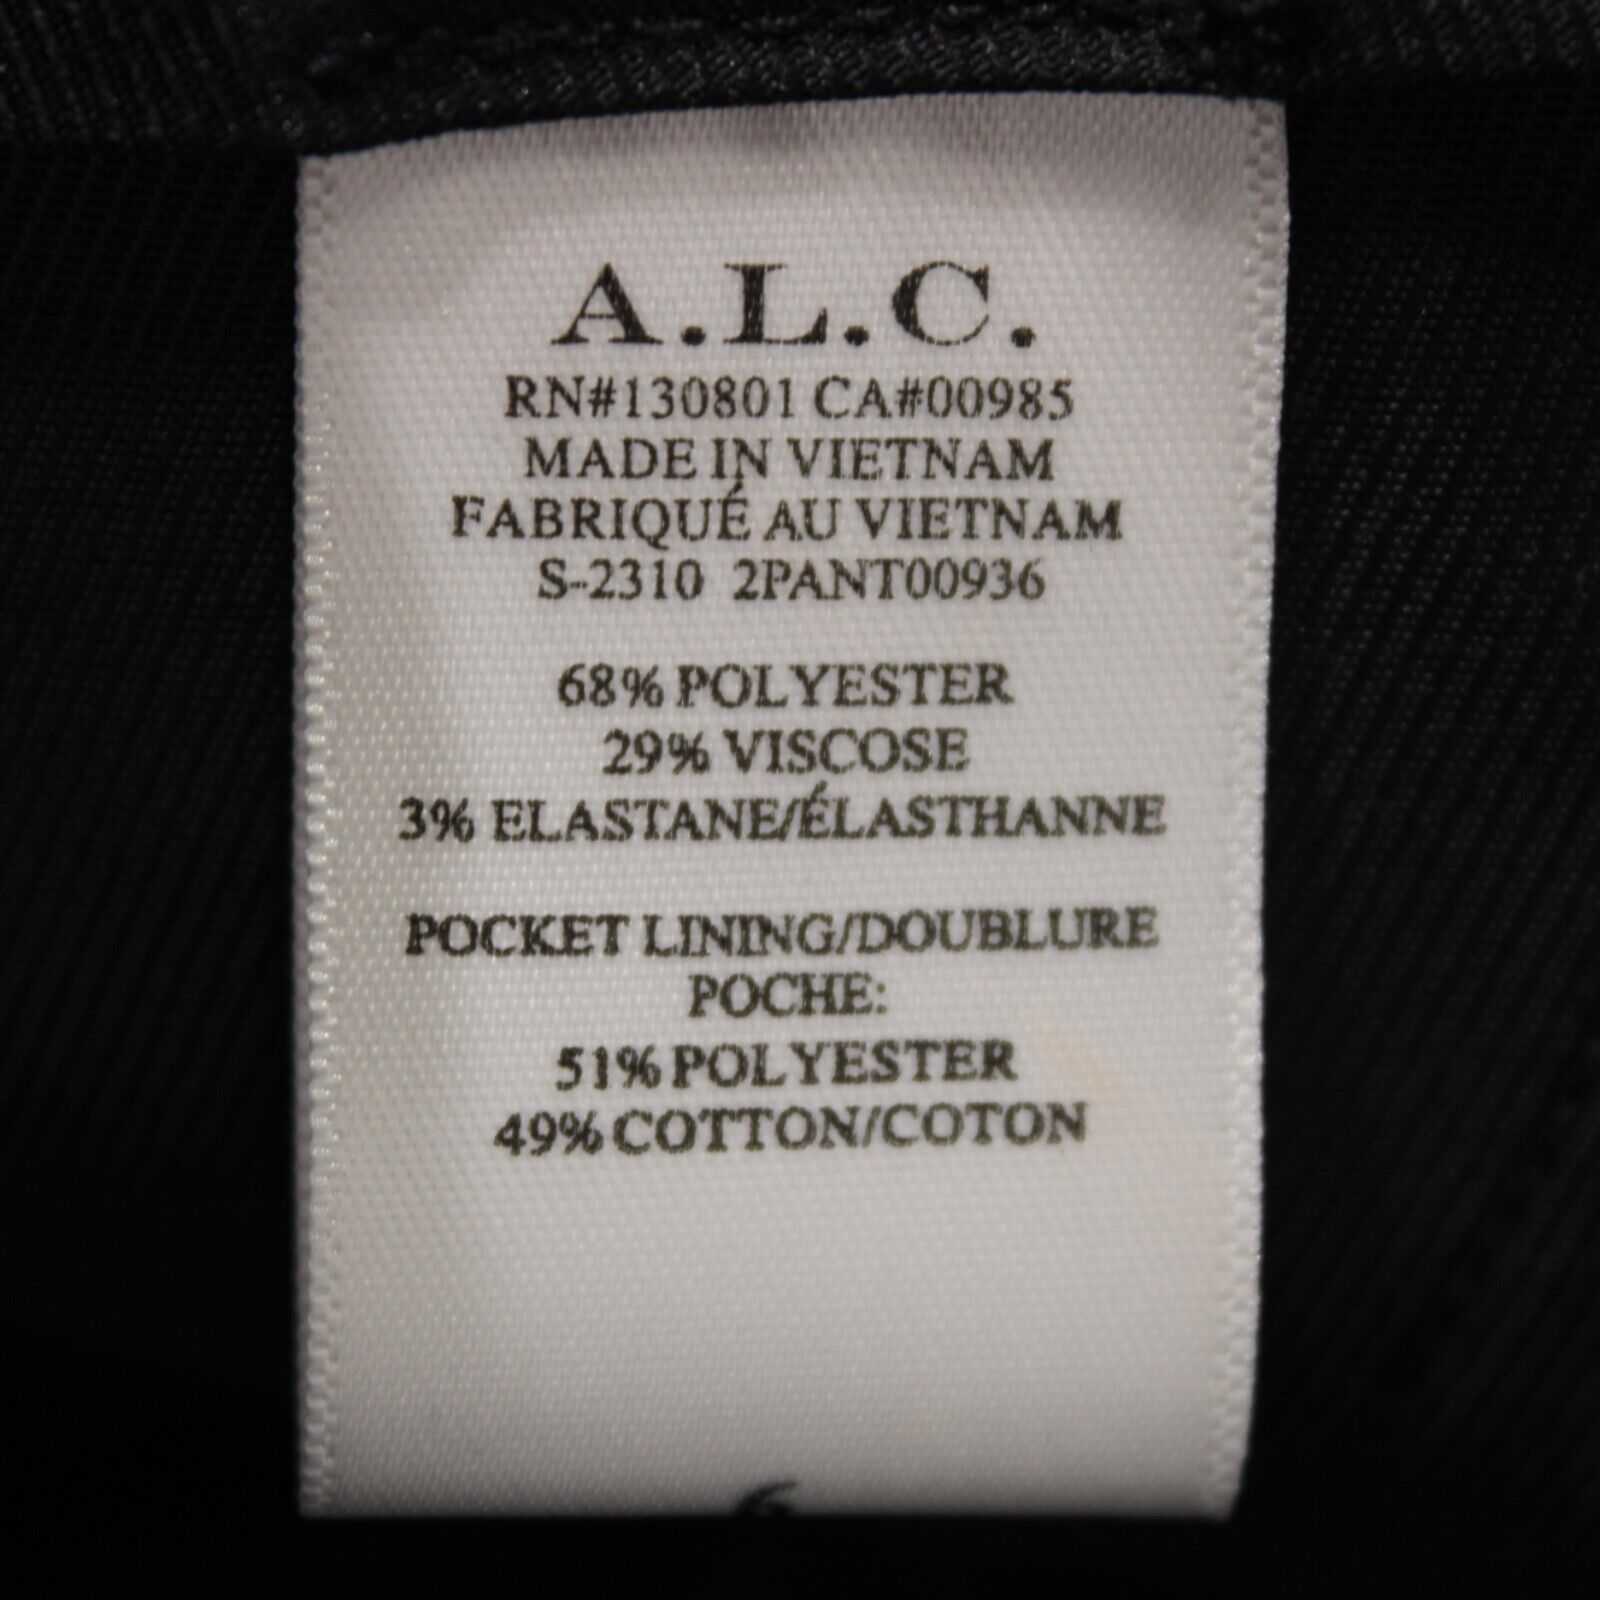 A.L.C.
RN#130801 CA#00985
MADE IN VIETNAM
FABRIQUÉ AU VIETNAM
S-2310 2PANT00936
68% POLYESTER
29% VISCOSE
3% ELASTANE/ÉLASTHANNE
POCKET LINING/DOUBLURE
POCHE:
51% POLYESTER
49% COTTON/COTON